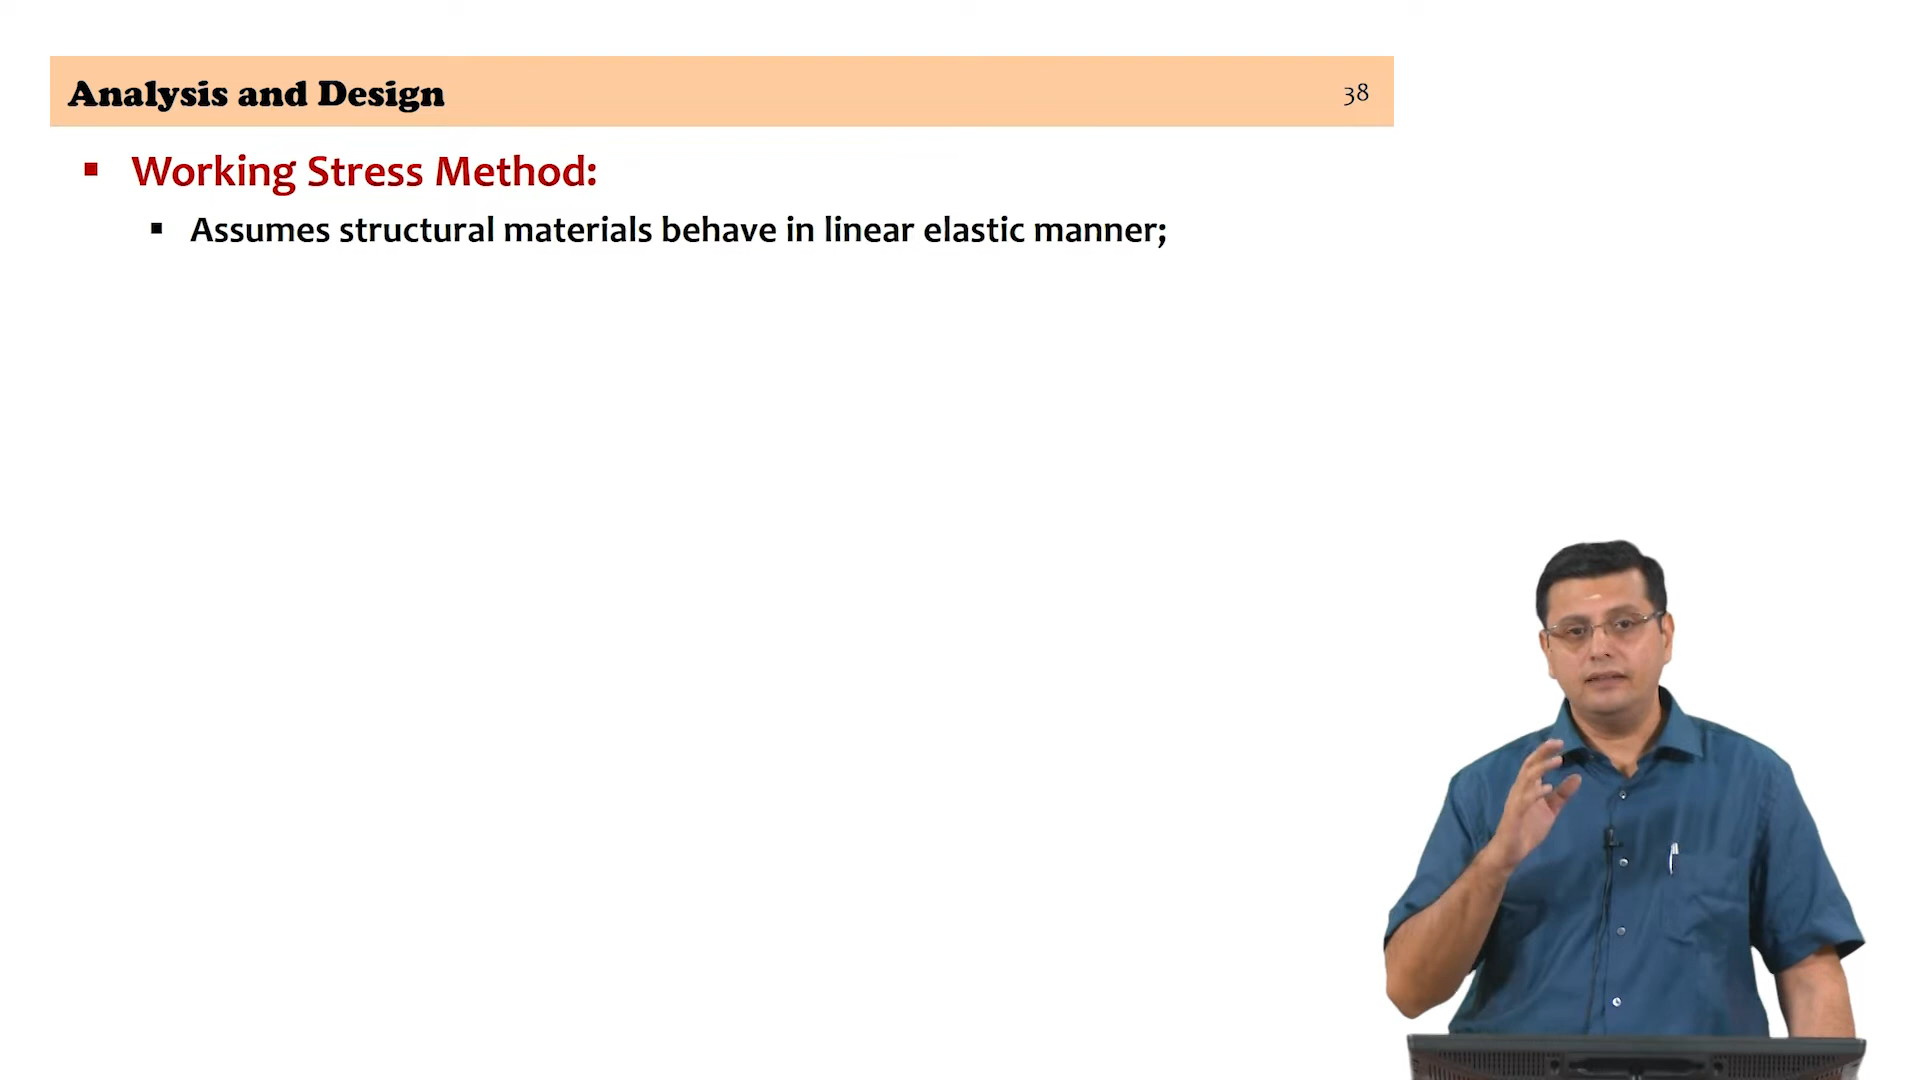 Analysis and Design 38
Working Stress Method:
Assumes structural materials behave in linear elastic manner;